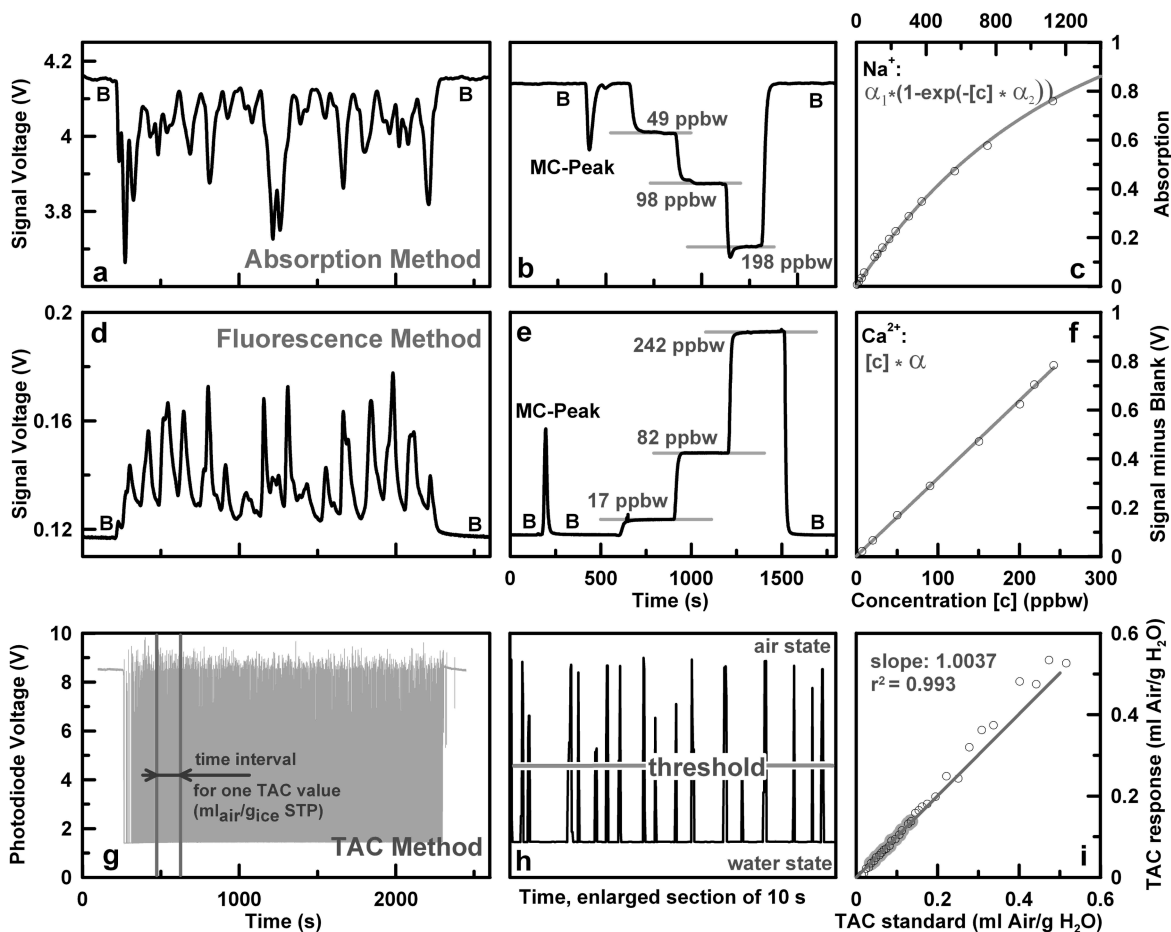 0 400 800 1200
4.2
4
3.8
Signal Voltage (V)
B
B
a
Absorption Method
B
MC-Peak
49 ppbw
98 ppbw
198 ppbw
B
b
Na⁺:
α₁*(1-exp(-[c] * α₂))
c
1
0.8
0.6
0.4
0.2
0
Absorption
0.2
0.16
0.12
Signal Voltage (V)
d
Fluorescence Method
B
B
e
242 ppbw
MC-Peak
82 ppbw
17 ppbw
B B
B
0 500 1000 1500
Time (s)
Ca²⁺:
[c] * α
f
1
0.8
0.6
0.4
0.2
0
Signal minus Blank (V)
0 100 200 300
Concentration [c] (ppbw)
10
8
6
4
2
0
Photodiode Voltage (V)
time interval
for one TAC value
(ml_air/g_ice STP)
g
TAC Method
0 1000 2000
Time (s)
air state
threshold
h
water state
Time, enlarged section of 10 s
slope: 1.0037
r² = 0.993
i
0.6
0.4
0.2
0
TAC response (ml Air/g H₂O)
0 0.2 0.4 0.6
TAC standard (ml Air/g H₂O)